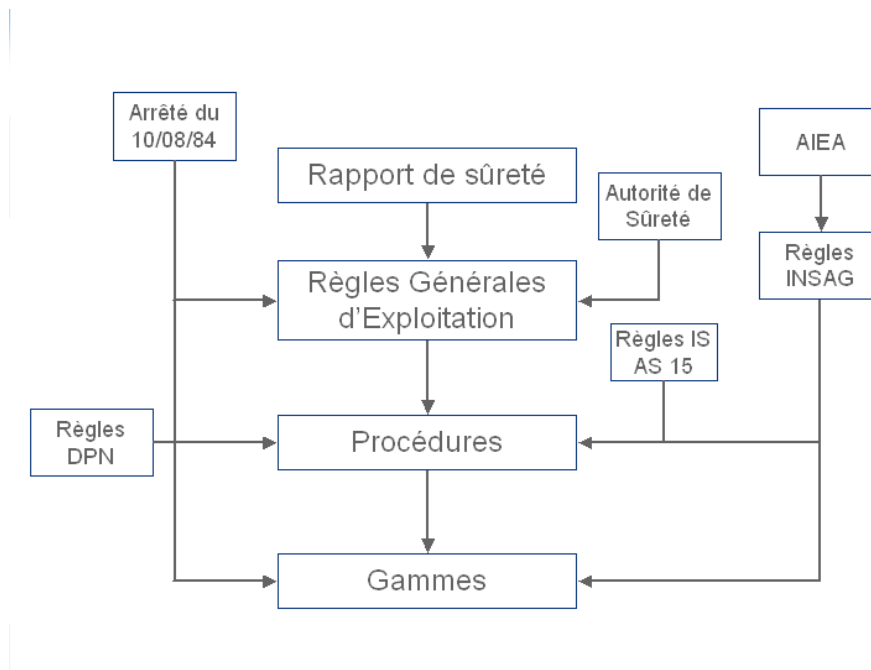 Arrêté du
10/08/84
Rapport de sûreté
AIEA
Autorité de
Sûreté
Règles Générales
d'Exploitation
Règles
INSAG
Règles IS
AS 15
Règles
DPN
Procédures
Gammes